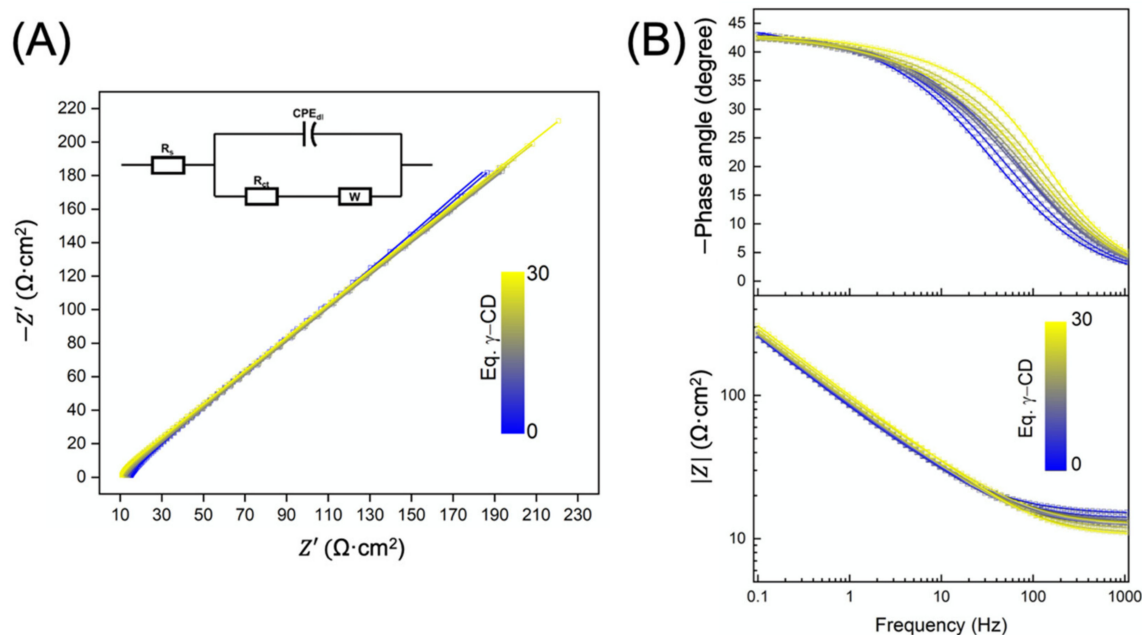 (A)
−Z′ (Ω·cm²)
220
200
180
160
140
120
100
80
60
40
20
0
CPEdl
Rs
Rct
W
30
Eq. γ−CD
0
10 30 50 70 90 110 130 150 170 190 210 230
Z′ (Ω·cm²)
(B)
−Phase angle (degree)
45
40
35
30
25
20
15
10
5
0
|Z| (Ω·cm²)
100
10
30
Eq. γ−CD
0
0.1 1 10 100 1000
Frequency (Hz)